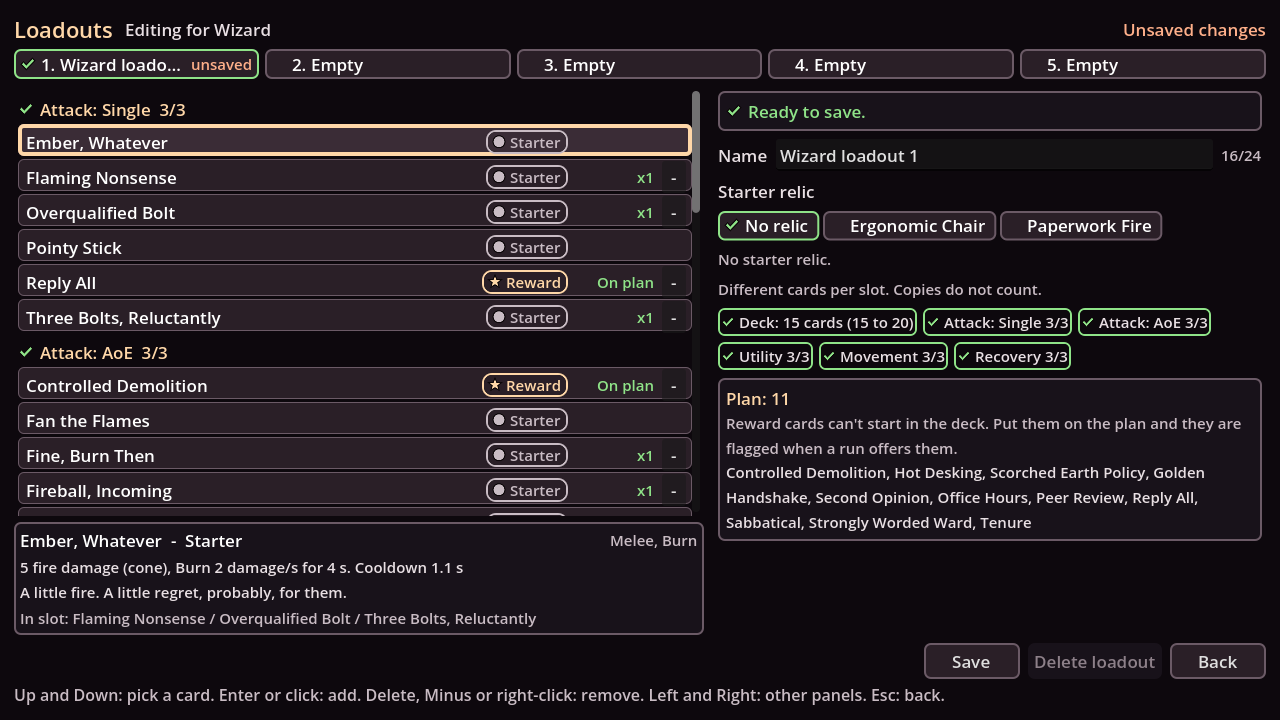 Loadouts Editing for Wizard Unsaved changes
1. Wizard loado... unsaved 2. Empty 3. Empty 4. Empty 5. Empty
Attack: Single 3/3
Ember, Whatever Starter
Flaming Nonsense Starter x1 -
Overqualified Bolt Starter x1 -
Pointy Stick Starter
Reply All Reward On plan -
Three Bolts, Reluctantly Starter x1 -
Attack: AoE 3/3
Controlled Demolition Reward On plan -
Fan the Flames Starter
Fine, Burn Then Starter x1 -
Fireball, Incoming Starter x1 -
Ember, Whatever - Starter Melee, Burn
5 fire damage (cone), Burn 2 damage/s for 4 s. Cooldown 1.1 s
A little fire. A little regret, probably, for them.
In slot: Flaming Nonsense / Overqualified Bolt / Three Bolts, Reluctantly
Ready to save.
Name Wizard loadout 1 16/24
Starter relic
No relic Ergonomic Chair Paperwork Fire
No starter relic.
Different cards per slot. Copies do not count.
Deck: 15 cards (15 to 20) Attack: Single 3/3 Attack: AoE 3/3
Utility 3/3 Movement 3/3 Recovery 3/3
Plan: 11
Reward cards can't start in the deck. Put them on the plan and they are
flagged when a run offers them.
Controlled Demolition, Hot Desking, Scorched Earth Policy, Golden
Handshake, Second Opinion, Office Hours, Peer Review, Reply All,
Sabbatical, Strongly Worded Ward, Tenure
Save Delete loadout Back
Up and Down: pick a card. Enter or click: add. Delete, Minus or right-click: remove. Left and Right: other panels. Esc: back.